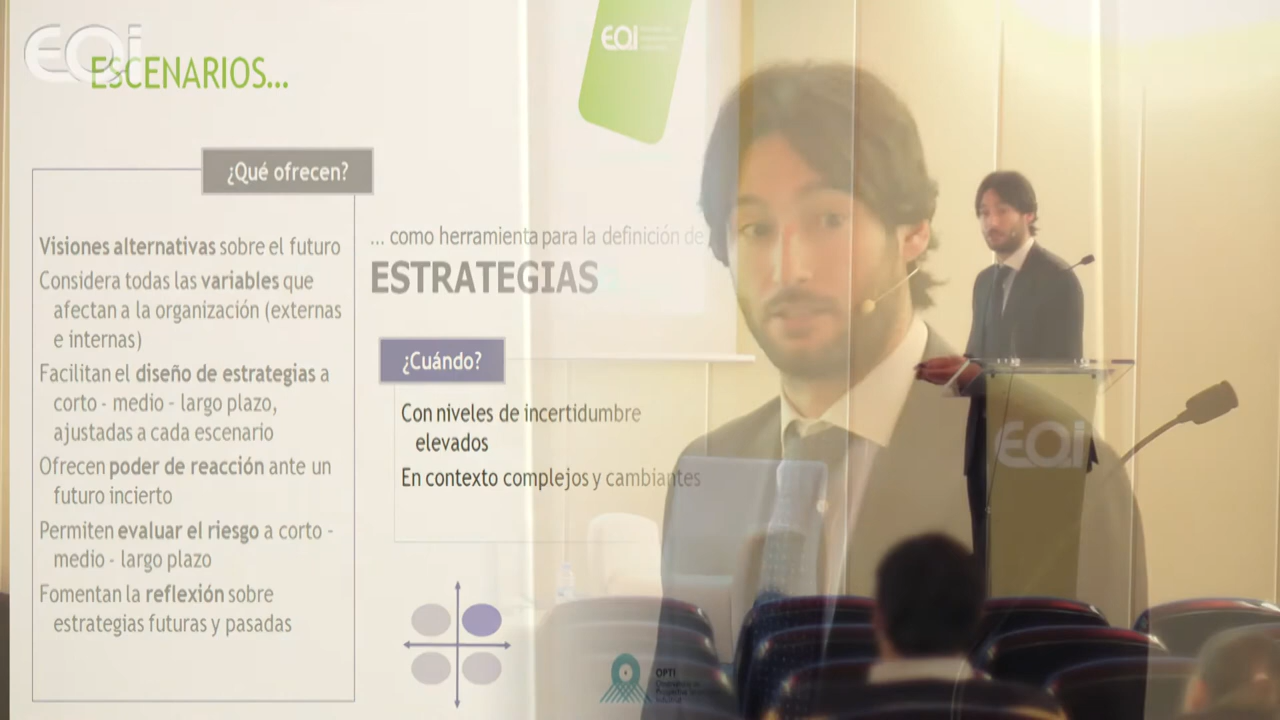 EOi
ESCENARIOS...
EOi
¿Qué ofrecen?
Visiones alternativas sobre el futuro
Considera todas las variables que
afectan a la organización (externas
e internas)
Facilitan el diseño de estrategias a
corto - medio - largo plazo,
ajustadas a cada escenario
Ofrecen poder de reacción ante un
futuro incierto
Permiten evaluar el riesgo a corto -
medio - largo plazo
Fomentan la reflexión sobre
estrategias futuras y pasadas
... como herramienta para la definición de
ESTRATEGIAS
¿Cuándo?
Con niveles de incertidumbre
elevados
En contexto complejos y cambiantes
EOi
OPTI